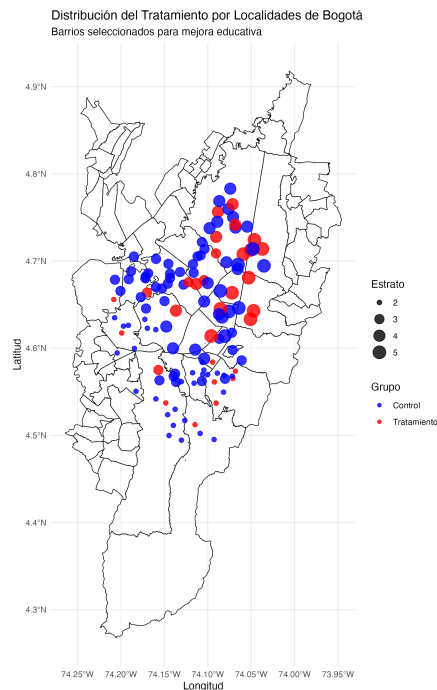 Distribución del Tratamiento por Localidades de Bogotá
Barrios seleccionados para mejora educativa
4.9°N
4.8°N
4.7°N
4.6°N
4.5°N
4.4°N
4.3°N
Latitud
74.25°W 74.20°W 74.15°W 74.10°W 74.05°W 74.00°W 73.95°W
Longitud
Estrato
2
3
4
5
Grupo
Control
Tratamiento